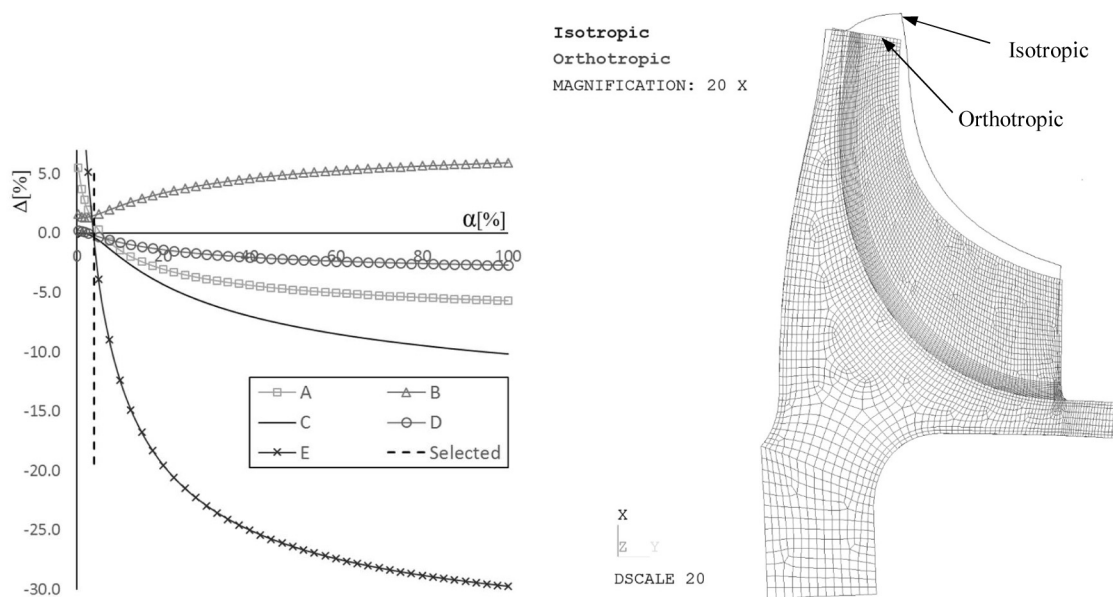 Δ[%]
5.0
0.0
-5.0
-10.0
-15.0
-20.0
-25.0
-30.0
α[%]
0 20 40 60 80 100
A B
C D
E Selected
Isotropic
Orthotropic
MAGNIFICATION: 20 X
Isotropic
Orthotropic
X
Z Y
DSCALE 20